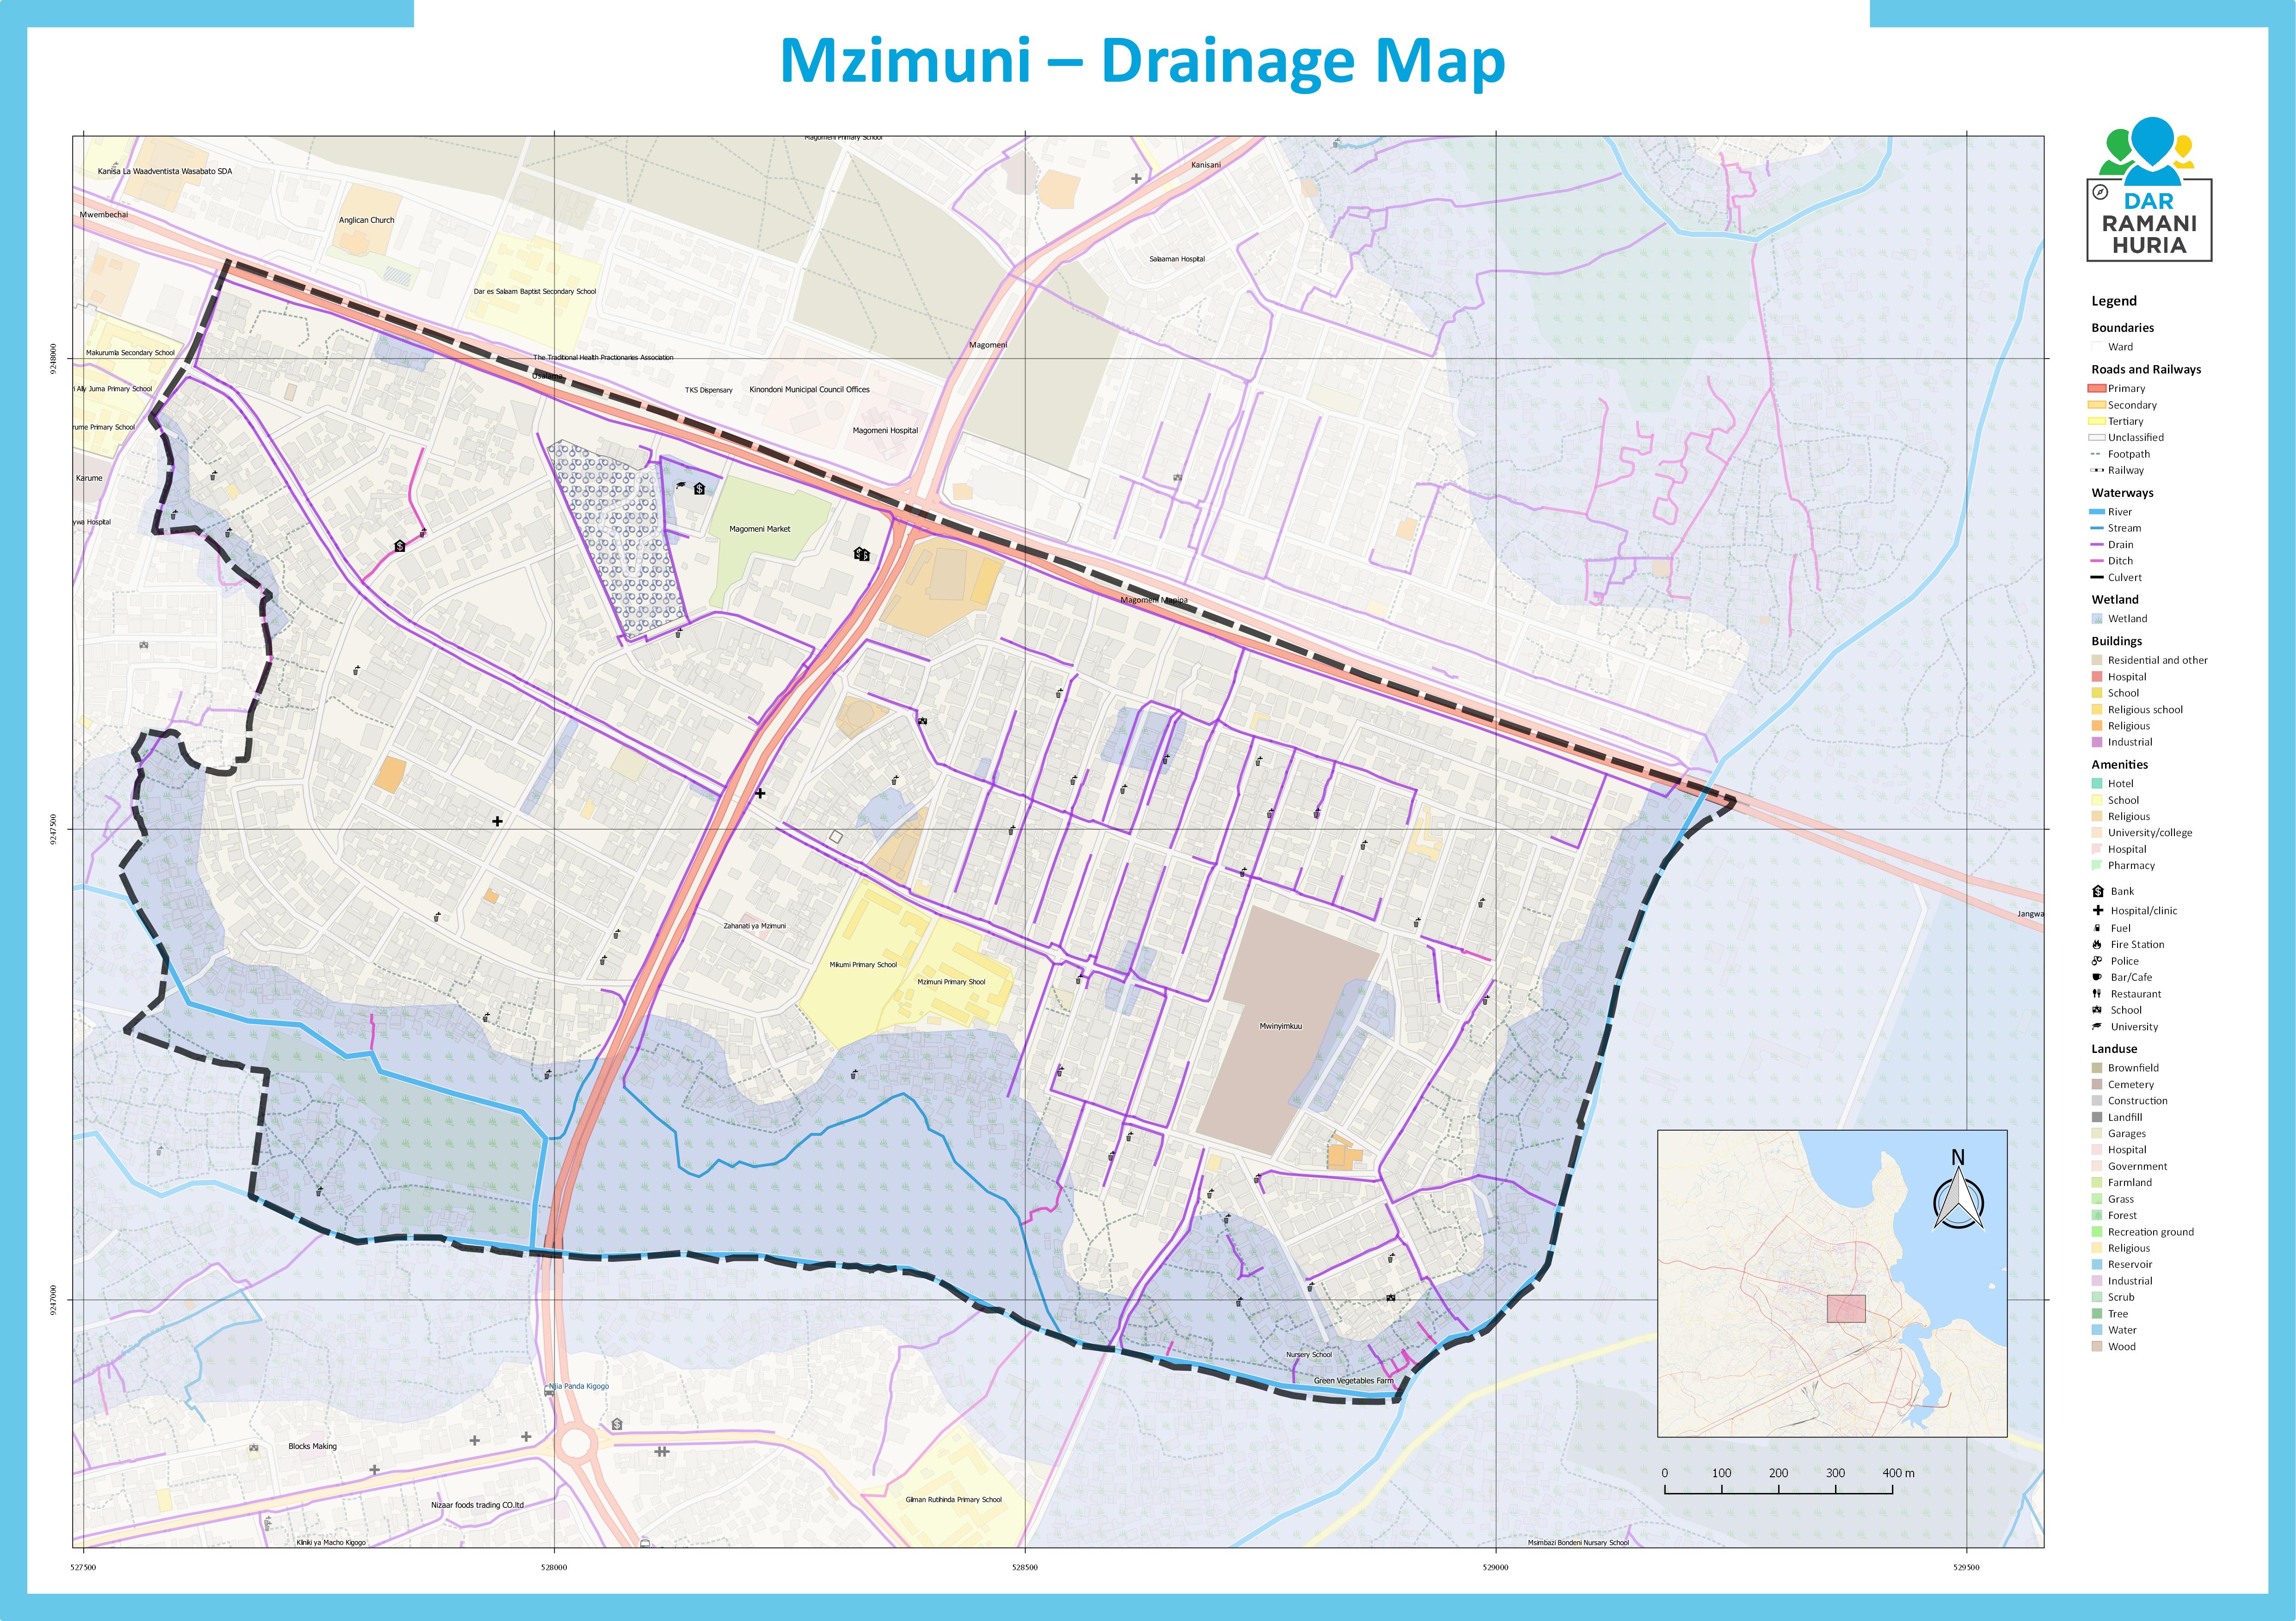 Mzimuni – Drainage Map
DAR
RAMANI
HURIA
Legend
Boundaries
Ward
Roads and Railways
Primary
Secondary
Tertiary
Unclassified
Footpath
Railway
Waterways
River
Stream
Drain
Ditch
Culvert
Wetland
Wetland
Buildings
Residential and other
Hospital
School
Religious school
Religious
Industrial
Amenities
Hotel
School
Religious
University/college
Hospital
Pharmacy
Bank
Hospital/clinic
Fuel
Fire Station
Police
Bar/Cafe
Restaurant
School
University
Landuse
Brownfield
Cemetery
Construction
Landfill
Garages
Hospital
Government
Farmland
Grass
Forest
Recreation ground
Religious
Reservoir
Industrial
Scrub
Tree
Water
Wood
Magomeni Primary School
Kanisani
Kanisa La Waadventista Wasabato SDA
Mwembechai
Anglican Church
Salaaman Hospital
Dar es Salaam Baptist Secondary School
Magomeni
Makurumla Secondary School
The Traditional Health Practionaries Association
Usalama
i Ally Juma Primary School
TKS Dispensary
Kinondoni Municipal Council Offices
rume Primary School
Magomeni Hospital
Karume
ywa Hospital
Magomeni Market
Magomeni Mapipa
Jangwa
Zahanati ya Mzimuni
Mikumi Primary School
Mzimuni Primary Shool
Mwinyimkuu
Nursery School
Green Vegetables Farm
Njia Panda Kigogo
Blocks Making
Nizaar foods trading CO.ltd
Gilman Rutihinda Primary School
Kliniki ya Macho Kigogo
Msimbazi Bondeni Nursary School
N
0 100 200 300 400 m
9248000
9247500
9247000
527500 528000 528500 529000 529500